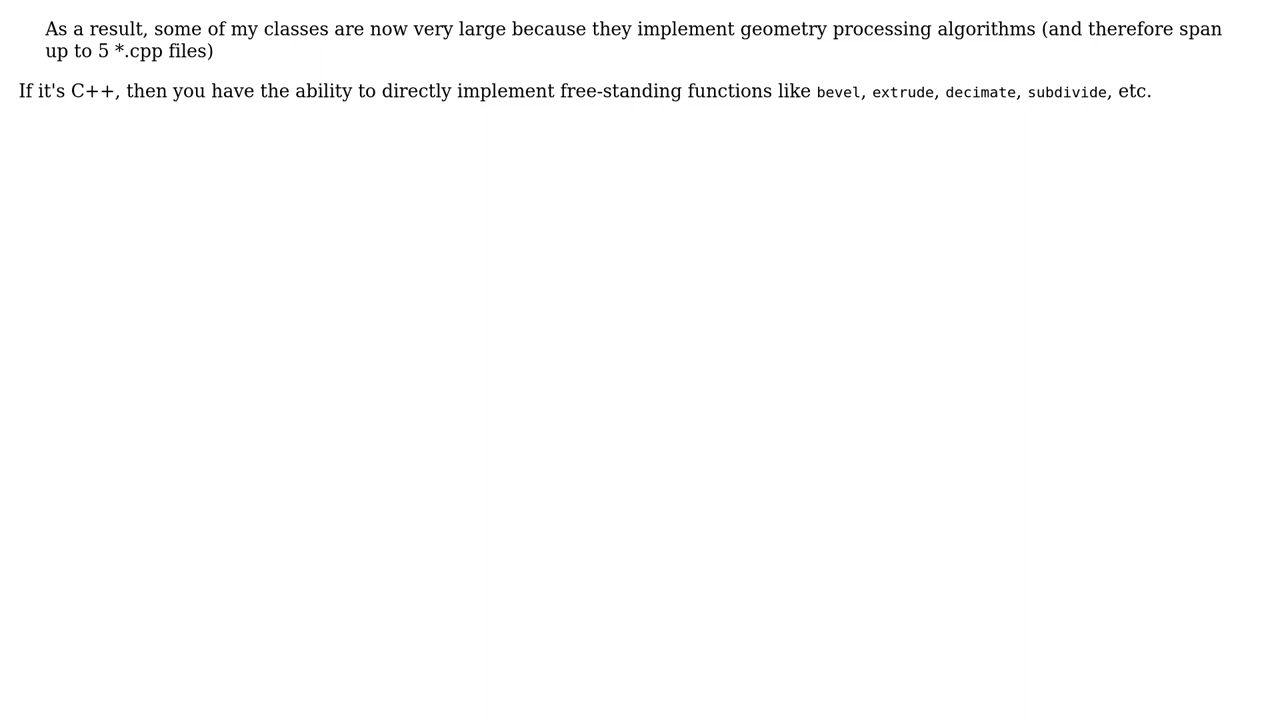 As a result, some of my classes are now very large because they implement geometry processing algorithms (and therefore span
up to 5 *.cpp files)
If it's C++, then you have the ability to directly implement free-standing functions like bevel, extrude, decimate, subdivide, etc.